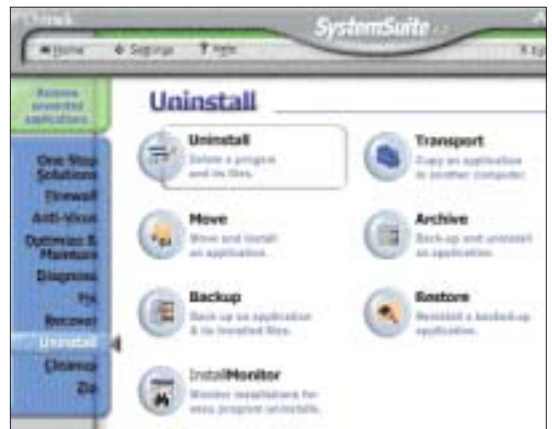 SystemSuite
Home Settings Help
Remove
unwanted
applications.
Uninstall
One Stop
Solutions
Firewall
Anti-Virus
Optimize &
Maintain
Diagnose
Fix
Recover
Uninstall
Cleanup
Zip
Uninstall
Delete a program
and its files.
Transport
Copy an application
to another computer.
Move
Move and install
an application.
Archive
Back-up and uninstall
an application.
Backup
Back up an application
& its installed files.
Restore
Reinstall a backed-up
application.
InstallMonitor
Monitor installations for
easy program uninstalls.